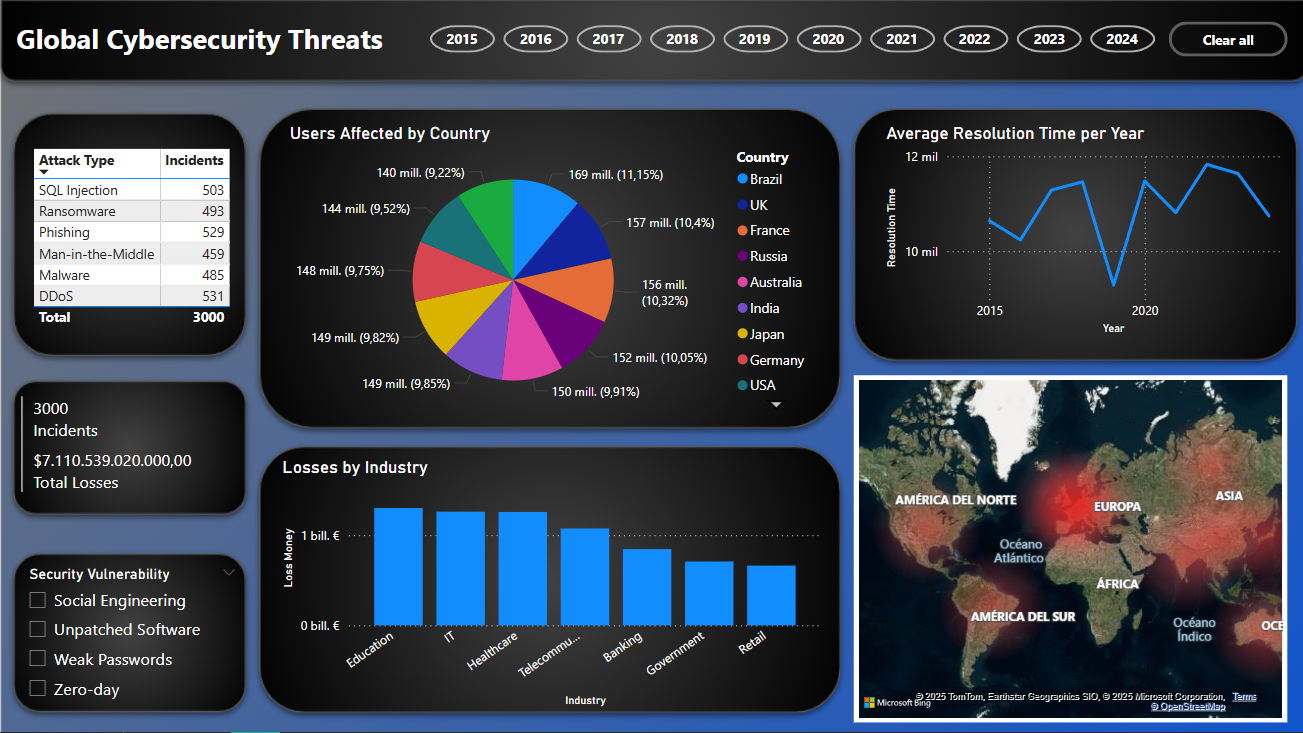 Global Cybersecurity Threats
2015 2016 2017 2018 2019 2020 2021 2022 2023 2024 Clear all
Attack Type Incidents
SQL Injection 503
Ransomware 493
Phishing 529
Man-in-the-Middle 459
Malware 485
DDoS 531
Total 3000
3000
Incidents
$7.110.539.020.000,00
Total Losses
Security Vulnerability
Social Engineering
Unpatched Software
Weak Passwords
Zero-day
Users Affected by Country
140 mill. (9,22%)
169 mill. (11,15%)
144 mill. (9,52%)
157 mill. (10,4%)
148 mill. (9,75%)
156 mill.
(10,32%)
149 mill. (9,82%)
152 mill. (10,05%)
149 mill. (9,85%)
150 mill. (9,91%)
Country
Brazil
UK
France
Russia
Australia
India
Japan
Germany
USA
Losses by Industry
Loss Money
1 bill. €
0 bill. €
Education
IT
Healthcare
Telecommu...
Banking
Government
Retail
Industry
Average Resolution Time per Year
Resolution Time
12 mil
10 mil
2015 2020
Year
AMÉRICA DEL NORTE
EUROPA
ASIA
Océano
Atlántico
ÁFRICA
AMÉRICA DEL SUR
Océano
Índico
OCE
Microsoft Bing
© 2025 TomTom, Earthstar Geographics SIO, © 2025 Microsoft Corporation, Terms
© OpenStreetMap